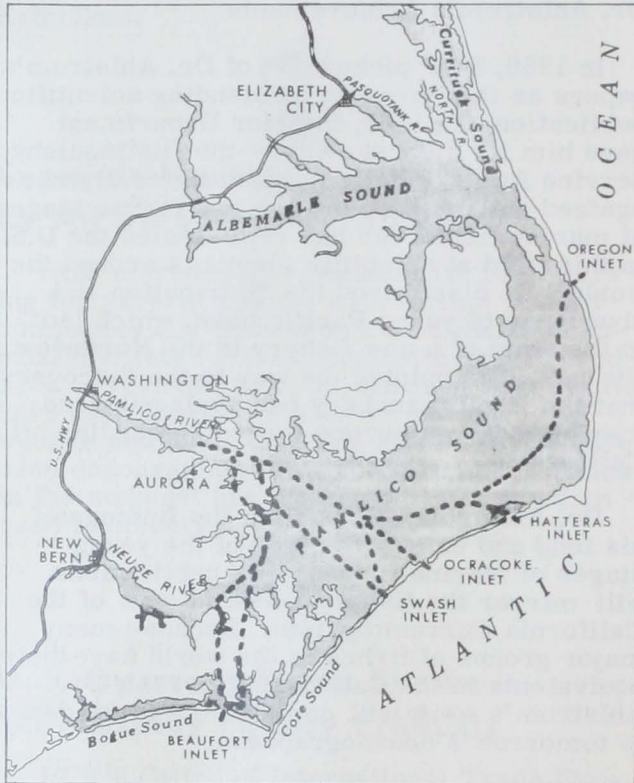 Currituck Sound
NORTH
OCEAN
ELIZABETH
CITY
PASQUOTANK R.
ALBEMARLE SOUND
OREGON
INLET
WASHINGTON
PAMLICO RIVER
U.S. HWY. 17
AURORA
PAMLICO SOUND
HATTERAS
INLET
NEW
BERN
NEUSE RIVER
OCRACOKE
INLET
SWASH
INLET
ATLANTIC
Core Sound
Bogue Sound
BEAUFORT
INLET